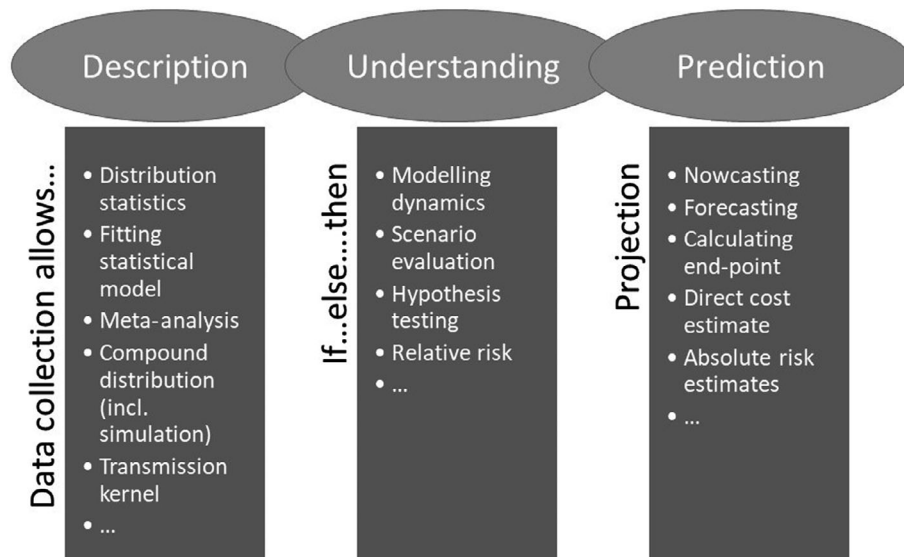 Description
Understanding
Prediction
Data collection allows...
• Distribution
statistics
• Fitting
statistical
model
• Meta-analysis
• Compound
distribution
(incl.
simulation)
• Transmission
kernel
• ...
If...else....then
• Modelling
dynamics
• Scenario
evaluation
• Hypothesis
testing
• Relative risk
• ...
Projection
• Nowcasting
• Forecasting
• Calculating
end-point
• Direct cost
estimate
• Absolute risk
estimates
• ...